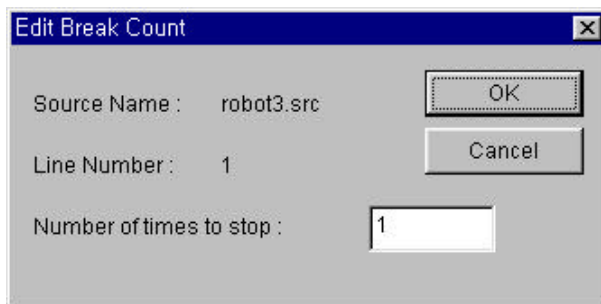 Edit Break Count
Source Name : robot3.src
OK
Line Number : 1
Cancel
Number of times to stop : 1